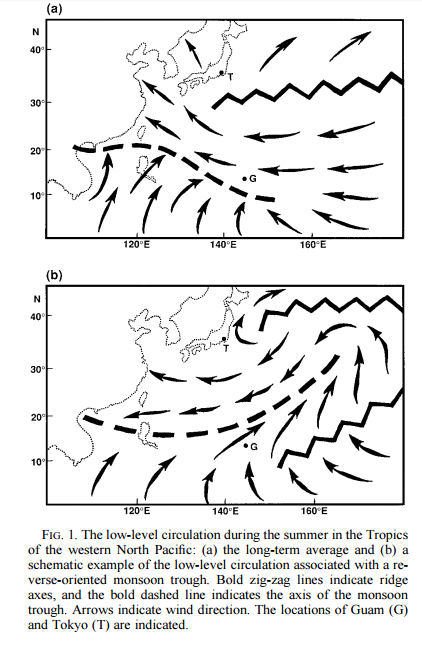 (a)
N
40°
30°
20°
10°
T
G
120°E
140°E
160°E
(b)
N
40°
30°
20°
10°
T
G
120°E
140°E
160°E
FIG. 1. The low-level circulation during the summer in the Tropics
of the western North Pacific: (a) the long-term average and (b) a
schematic example of the low-level circulation associated with a re-
verse-oriented monsoon trough. Bold zig-zag lines indicate ridge
axes, and the bold dashed line indicates the axis of the monsoon
trough. Arrows indicate wind direction. The locations of Guam (G)
and Tokyo (T) are indicated.